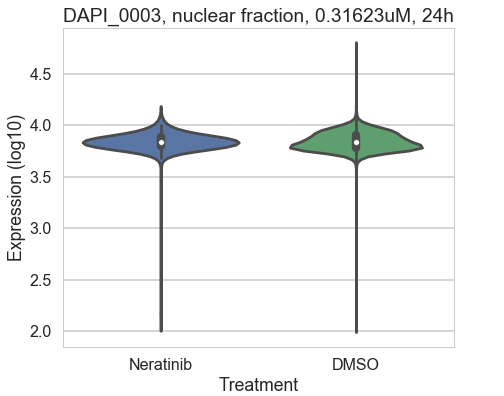 DAPI_0003, nuclear fraction, 0.31623uM, 24h
Expression (log10)
4.5
4.0
3.5
3.0
2.5
2.0
Neratinib DMSO
Treatment